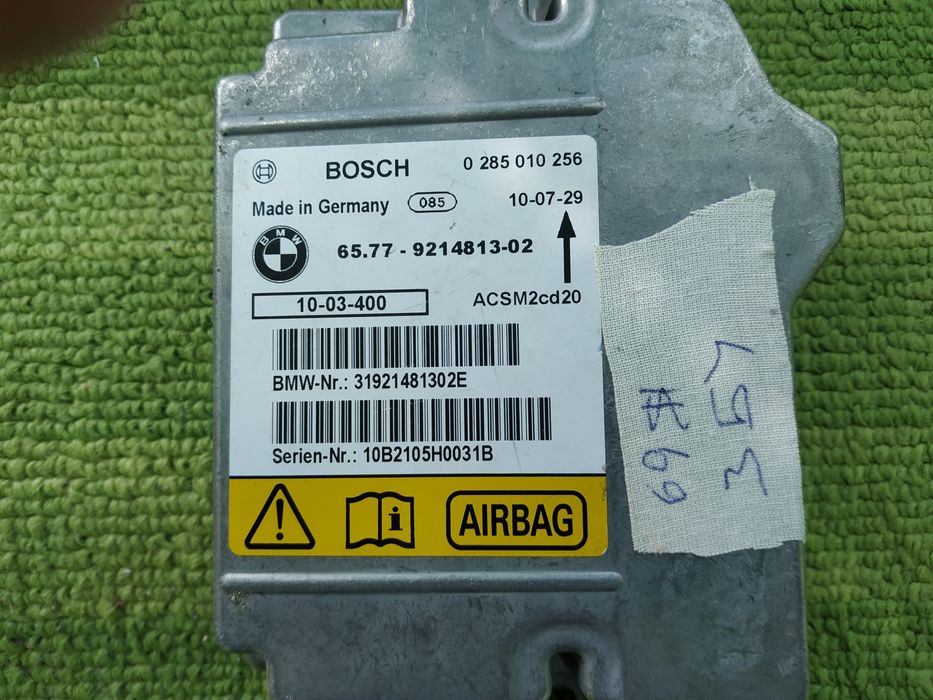 BOSCH 0 285 010 256
Made in Germany 085 10-07-29
BMW 65.77 - 9214813-02
10-03-400 ACSM2cd20
BMW-Nr.: 31921481302E
Serien-Nr.: 10B2105H0031B
i AIRBAG